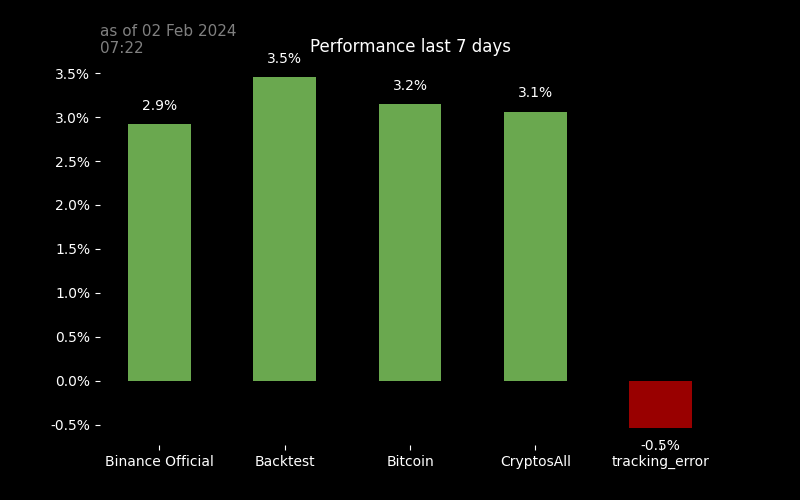 as of 02 Feb 2024
07:22
Performance last 7 days
3.5%
3.0%
2.5%
2.0%
1.5%
1.0%
0.5%
0.0%
-0.5%
2.9%
3.5%
3.2%
3.1%
-0.5%
Binance Official
Backtest
Bitcoin
CryptosAll
tracking_error